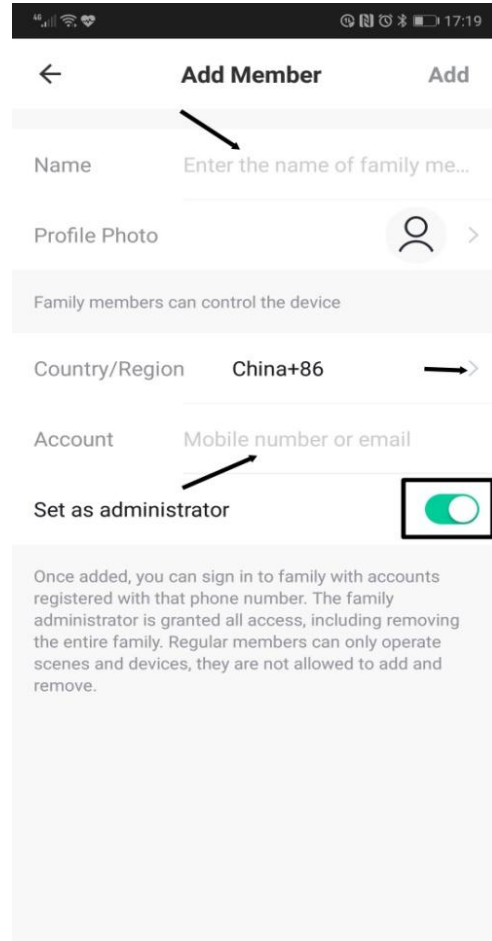 4G 17:19
Add Member Add
Name Enter the name of family me...
Profile Photo
Family members can control the device
Country/Region China+86
Account Mobile number or email
Set as administrator
Once added, you can sign in to family with accounts
registered with that phone number. The family
administrator is granted all access, including removing
the entire family. Regular members can only operate
scenes and devices, they are not allowed to add and
remove.